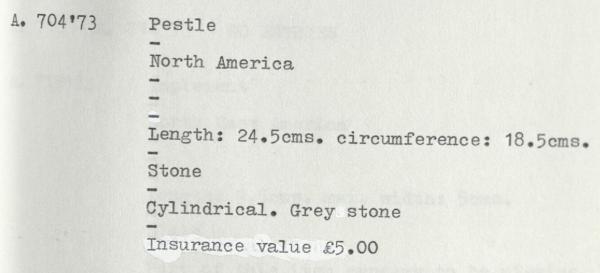 A. 704'73 Pestle
-
North America
-
-
-
Length: 24.5cms. circumference: 18.5cms.
-
Stone
-
Cylindrical. Grey stone
-
Insurance value £5.00